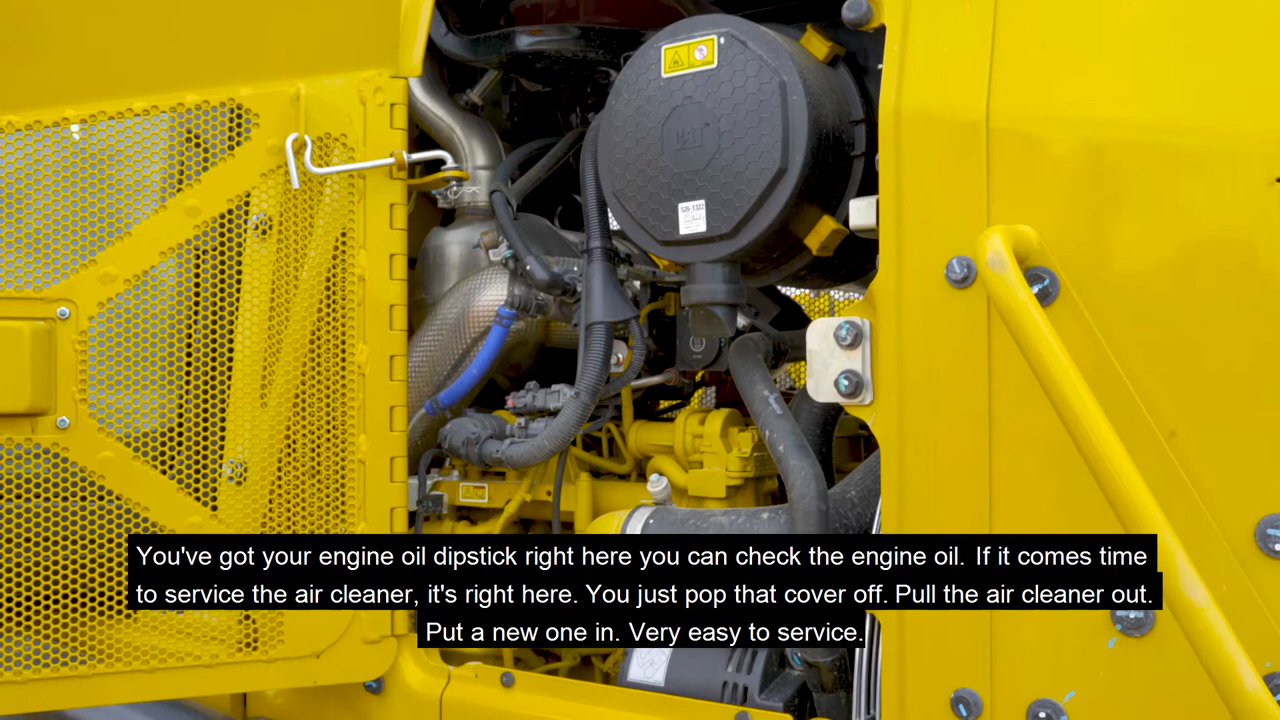 CAT
526-1322
You've got your engine oil dipstick right here you can check the engine oil. If it comes time
to service the air cleaner, it's right here. You just pop that cover off. Pull the air cleaner out.
Put a new one in. Very easy to service.